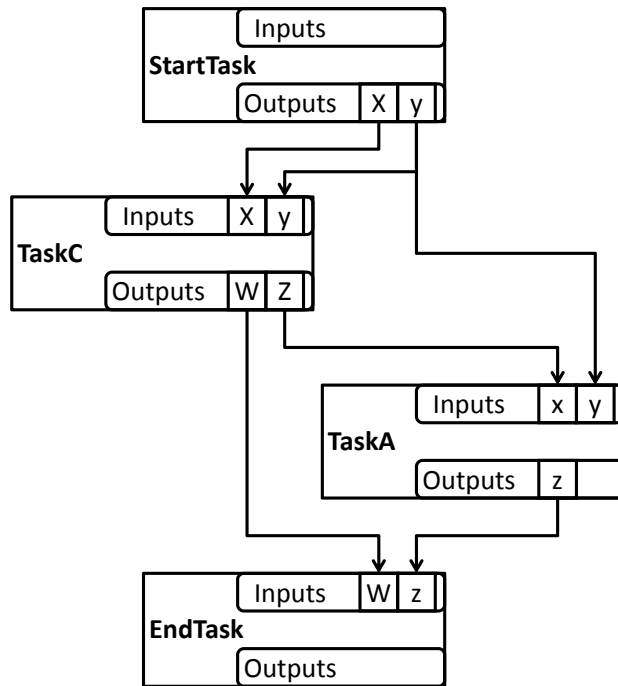 Inputs
StartTask
Outputs X y
Inputs X y
TaskC
Outputs W Z
Inputs x y
TaskA
Outputs z
Inputs W z
EndTask
Outputs